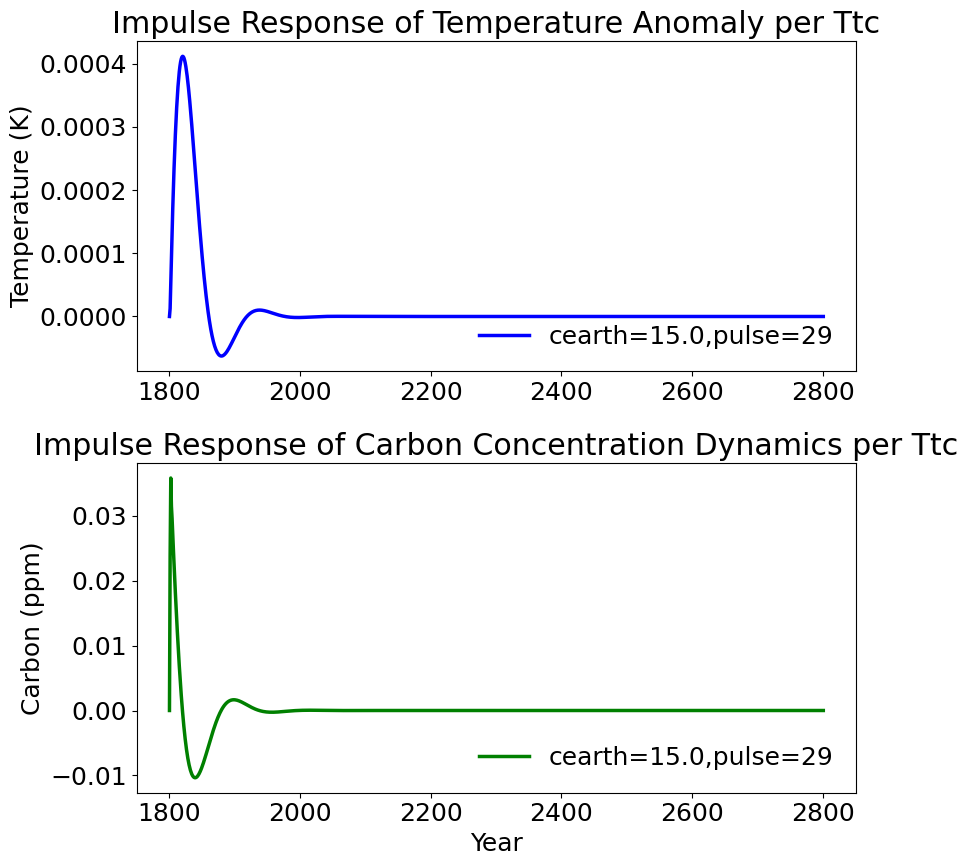 Impulse Response of Temperature Anomaly per Ttc
Temperature (K)
0.0004
0.0003
0.0002
0.0001
0.0000
cearth=15.0,pulse=29
1800 2000 2200 2400 2600 2800
Impulse Response of Carbon Concentration Dynamics per Ttc
Carbon (ppm)
0.03
0.02
0.01
0.00
−0.01
cearth=15.0,pulse=29
1800 2000 2200 2400 2600 2800
Year